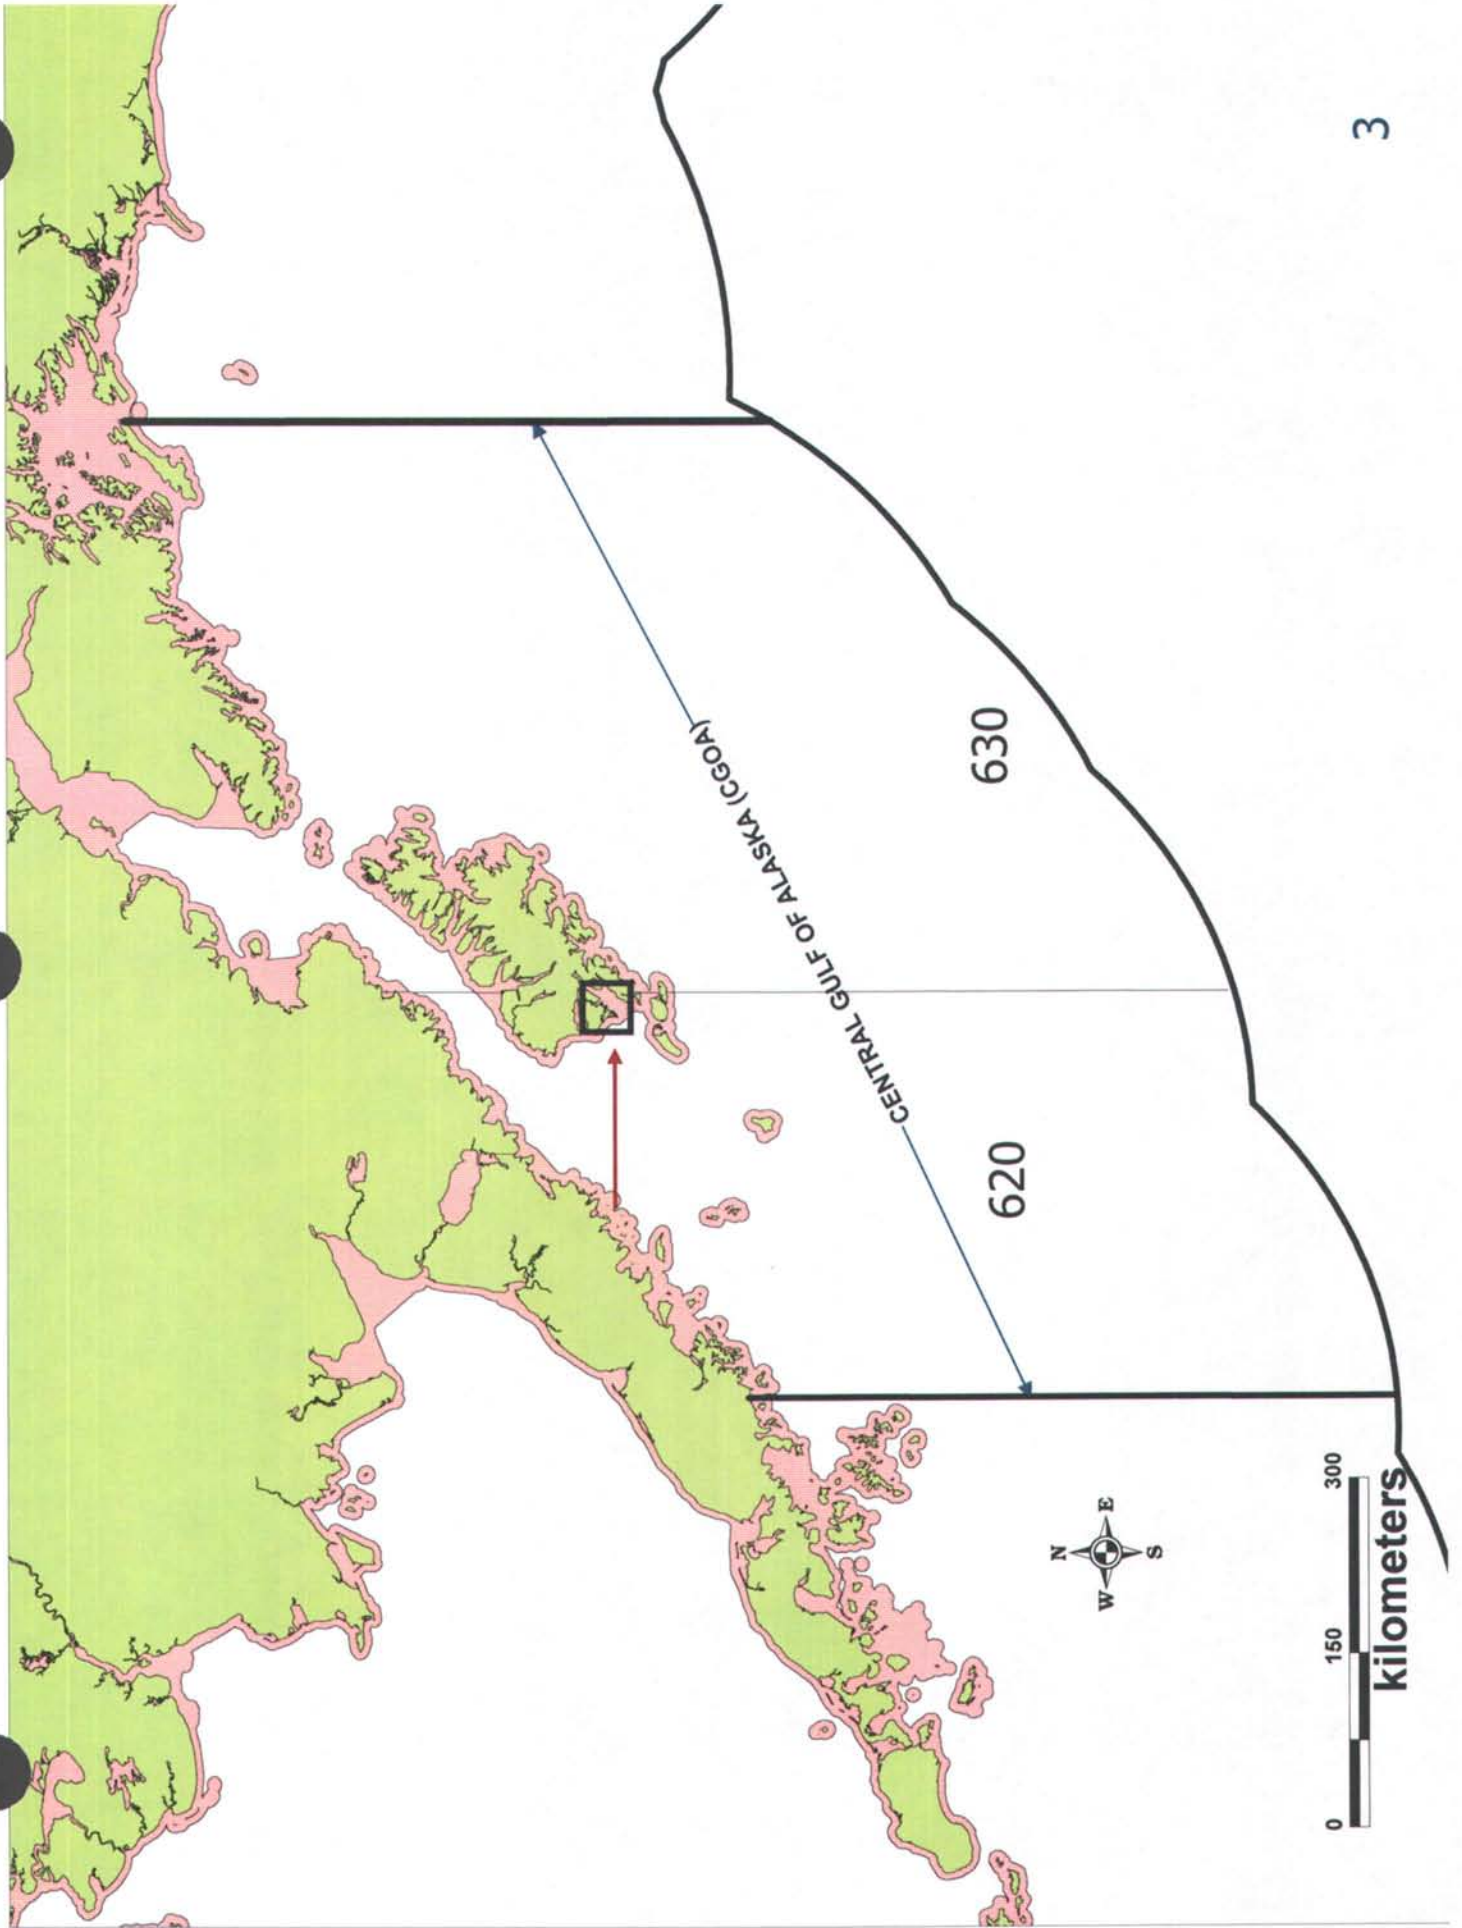 CENTRAL GULF OF ALASKA (CGOA)
630
620
N
W E
S
0 150 300
kilometers
3